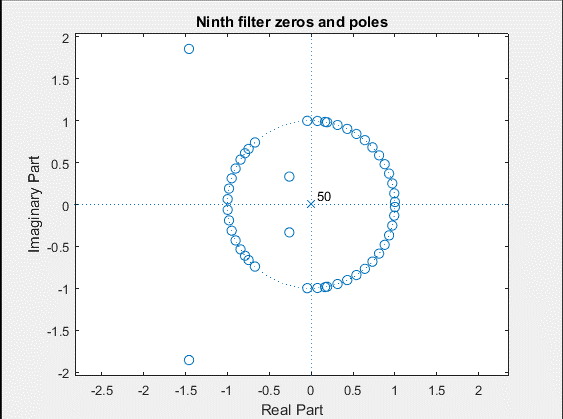 Ninth filter zeros and poles
Imaginary Part
2
1.5
1
0.5
0
-0.5
-1
-1.5
-2
50
-2.5 -2 -1.5 -1 -0.5 0 0.5 1 1.5 2
Real Part